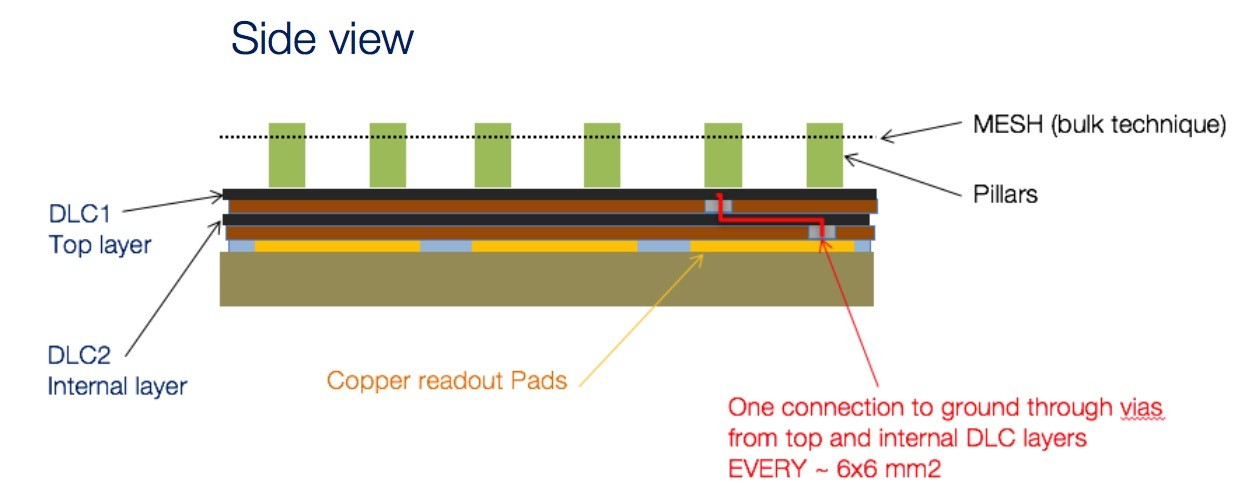 Side view
MESH (bulk technique)
Pillars
DLC1
Top layer
DLC2
Internal layer
Copper readout Pads
One connection to ground through vias
from top and internal DLC layers
EVERY ~ 6x6 mm2